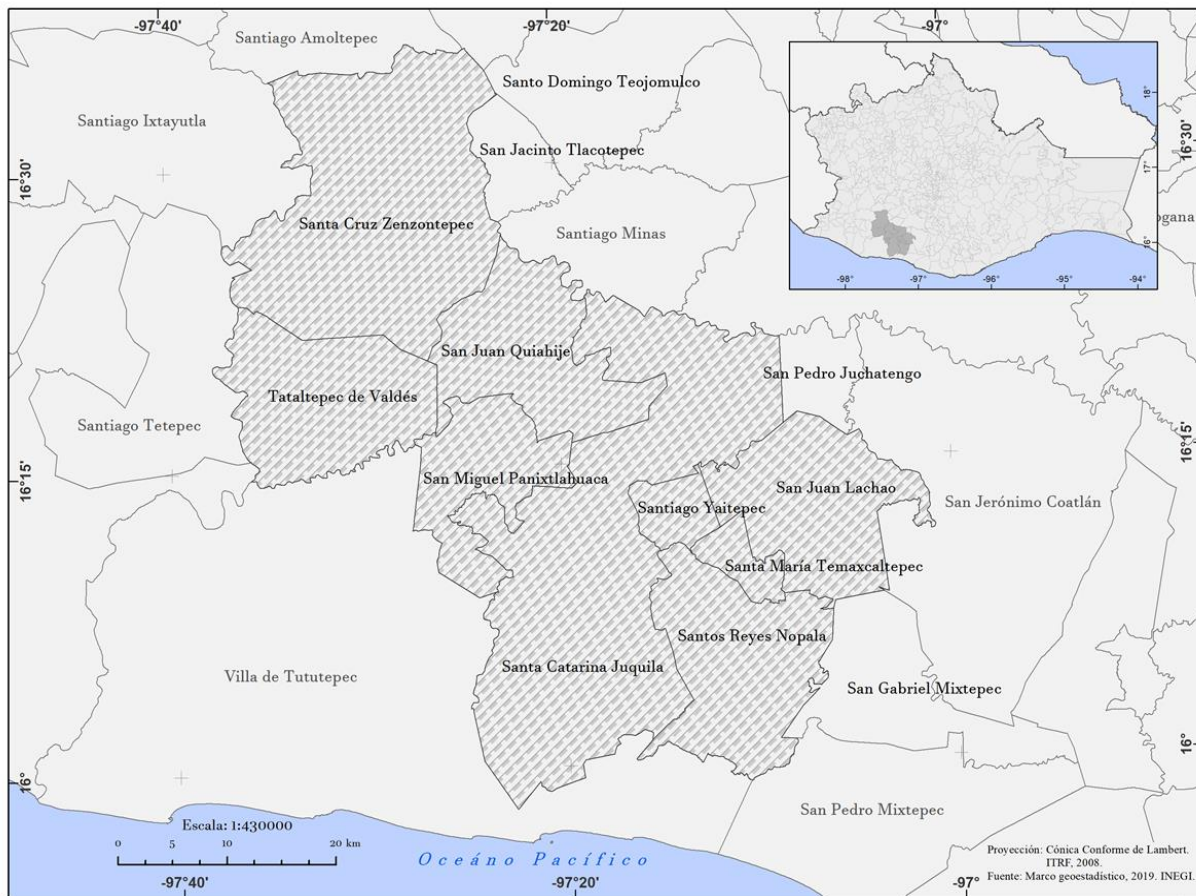 -97°40'
-97°20'
-97°
Santiago Amoltepec
Santo Domingo Teojomulco
Santiago Ixtayutla
San Jacinto Tlacotepec
16°30'
16°30'
18°
17°
16°
-98°
-97°
-96°
-95°
-94°
ogana
Santa Cruz Zenzontepec
Santiago Minas
San Juan Quiahije
San Pedro Juchatengo
Tataltepec de Valdés
Santiago Tetepec
16°15'
16°15'
San Miguel Panixtlahuaca
San Juan Lachao
San Jerónimo Coatlán
Santiago Yaitepec
Santa María Temaxcaltepec
Santos Reyes Nopala
Santa Catarina Juquila
Villa de Tututepec
San Gabriel Mixtepec
16°
16°
San Pedro Mixtepec
Escala: 1:430000
0 5 10 20 km
Oceáno Pacífico
Proyección: Cónica Conforme de Lambert.
ITRF, 2008.
Fuente: Marco geoestadístico, 2019. INEGI.
-97°40'
-97°20'
-97°